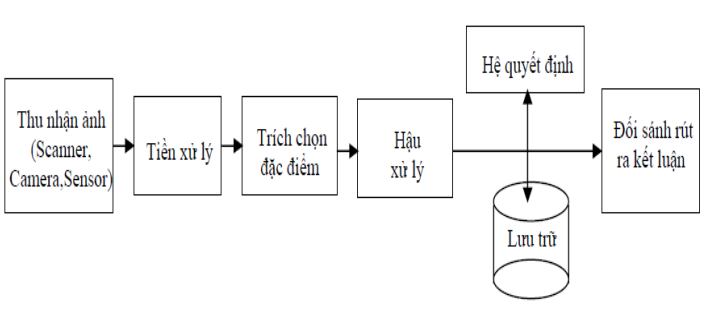 Thu nhận ảnh
(Scanner,
Camera,Sensor)
Tiền xử lý
Trích chọn
đặc điểm
Hậu
xử lý
Hệ quyết định
Lưu trữ
Đối sánh rút
ra kết luận